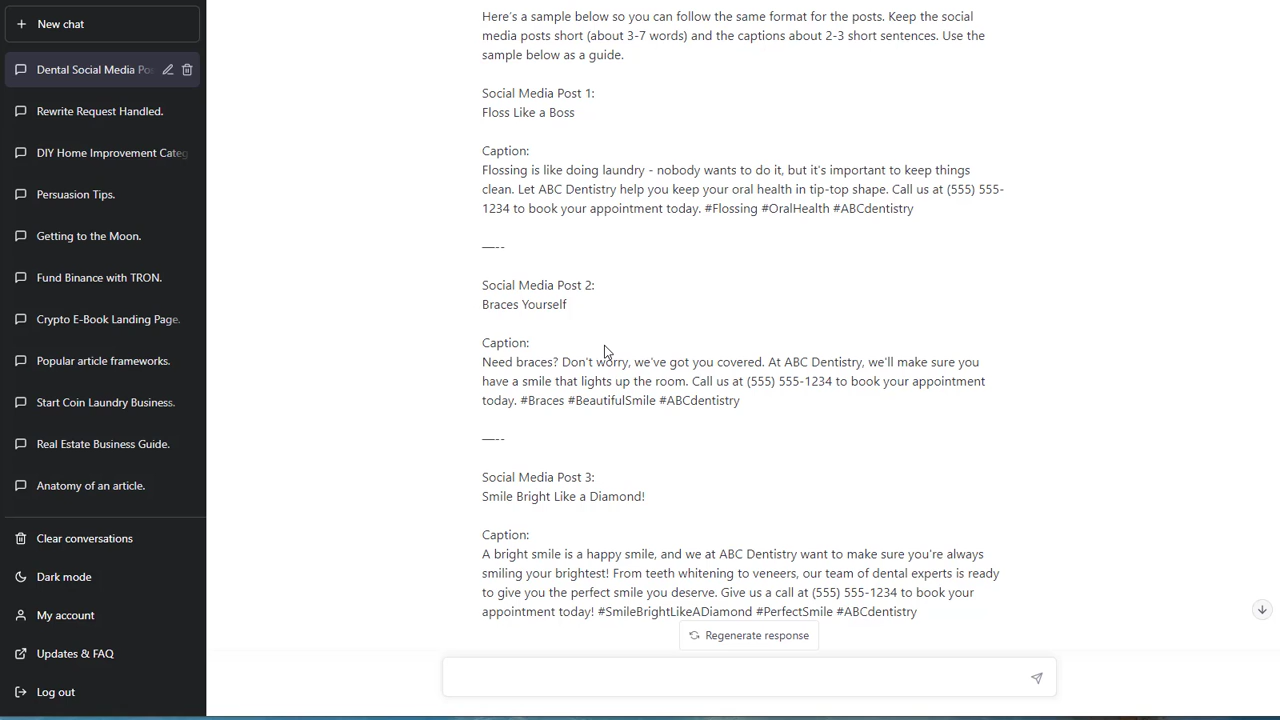 New chat
Dental Social Media Po
Rewrite Request Handled.
DIY Home Improvement Categ
Persuasion Tips.
Getting to the Moon.
Fund Binance with TRON.
Crypto E-Book Landing Page.
Popular article frameworks.
Start Coin Laundry Business.
Real Estate Business Guide.
Anatomy of an article.
Clear conversations
Dark mode
My account
Updates & FAQ
Log out
Here's a sample below so you can follow the same format for the posts. Keep the social
media posts short (about 3-7 words) and the captions about 2-3 short sentences. Use the
sample below as a guide.
Social Media Post 1:
Floss Like a Boss
Caption:
Flossing is like doing laundry - nobody wants to do it, but it's important to keep things
clean. Let ABC Dentistry help you keep your oral health in tip-top shape. Call us at (555) 555-
1234 to book your appointment today. #Flossing #OralHealth #ABCdentistry
—--
Social Media Post 2:
Braces Yourself
Caption:
Need braces? Don't worry, we've got you covered. At ABC Dentistry, we'll make sure you
have a smile that lights up the room. Call us at (555) 555-1234 to book your appointment
today. #Braces #BeautifulSmile #ABCdentistry
—--
Social Media Post 3:
Smile Bright Like a Diamond!
Caption:
A bright smile is a happy smile, and we at ABC Dentistry want to make sure you're always
smiling your brightest! From teeth whitening to veneers, our team of dental experts is ready
to give you the perfect smile you deserve. Give us a call at (555) 555-1234 to book your
appointment today! #SmileBrightLikeADiamond #PerfectSmile #ABCdentistry
Regenerate response